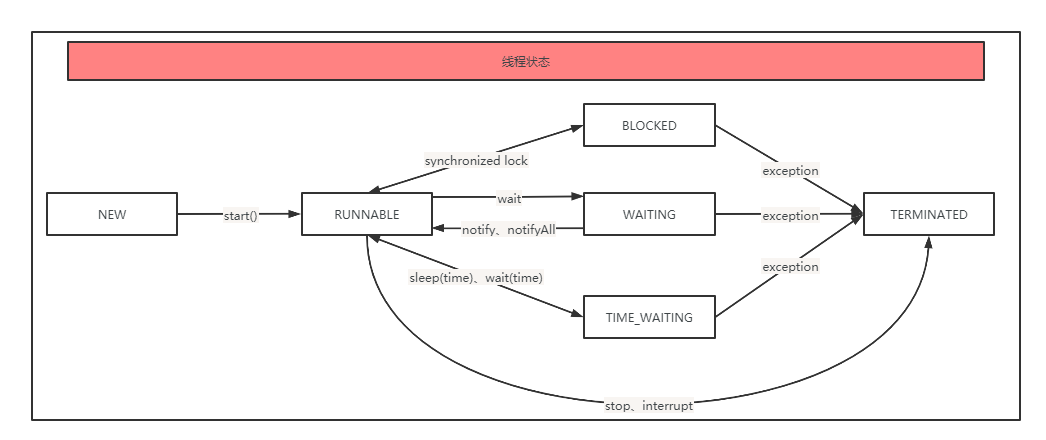 线程状态
BLOCKED
synchronized lock
exception
NEW
start()
RUNNABLE
wait
notify、notifyAll
WAITING
exception
TERMINATED
sleep(time)、wait(time)
exception
TIME_WAITING
stop、interrupt